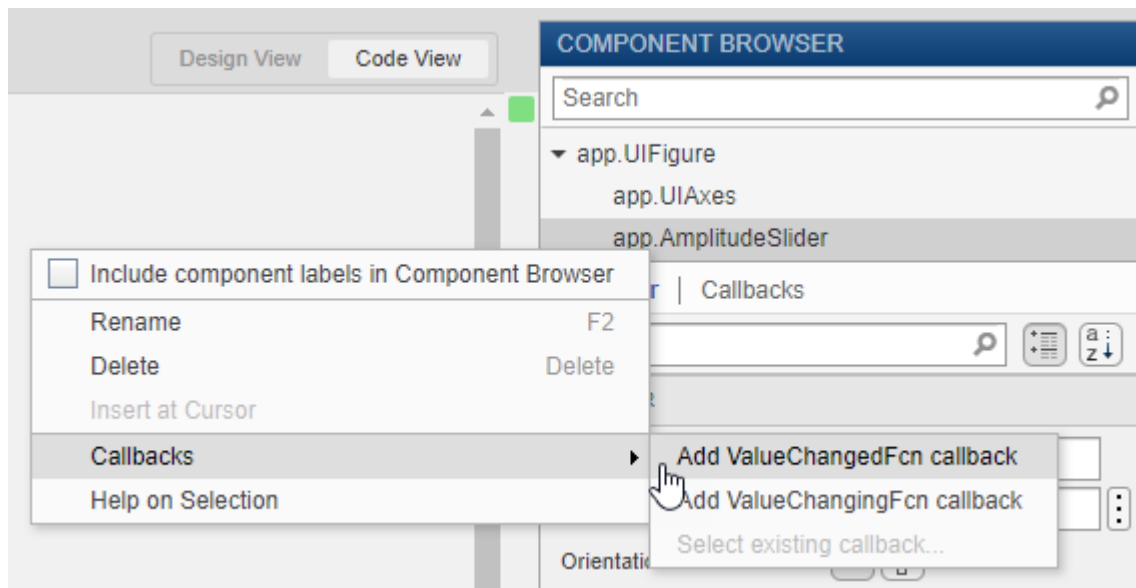 Design View Code View
COMPONENT BROWSER
Search
app.UIFigure
app.UIAxes
app.AmplitudeSlider
Include component labels in Component Browser
r | Callbacks
Rename F2
Delete Delete
a
z
Insert at Cursor
Callbacks
Add ValueChangedFcn callback
Help on Selection
Add ValueChangingFcn callback
Select existing callback...